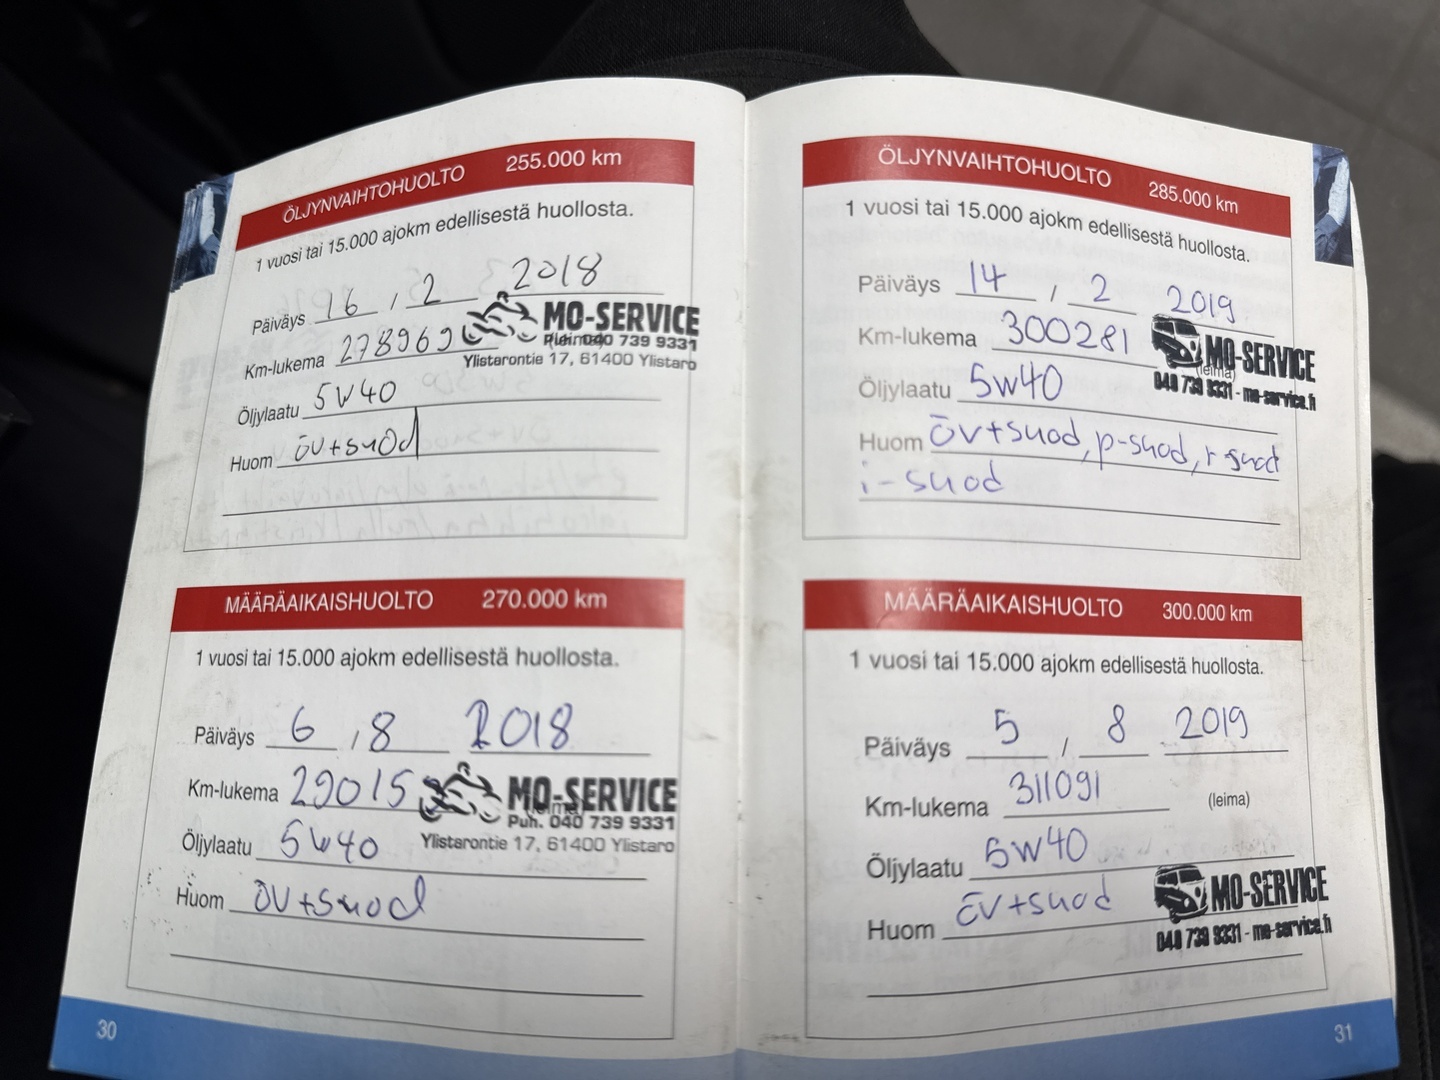 ÖLJYNVAIHTOHUOLTO 255.000 km
1 vuosi tai 15.000 ajokm edellisestä huollosta.
Päiväys 16 , 2 2018
MO-SERVICE
Km-lukema 278969
Puh. 040 739 9331
Ylistarontie 17, 61400 Ylistaro
Öljylaatu 5W40
Huom öv+suod
MÄÄRÄAIKAISHUOLTO 270.000 km
1 vuosi tai 15.000 ajokm edellisestä huollosta.
Päiväys 6 , 8 2018
Km-lukema 29015
MO-SERVICE
Puh. 040 739 9331
Ylistarontie 17, 61400 Ylistaro
Öljylaatu 5W40
Huom öv+suod
30
ÖLJYNVAIHTOHUOLTO 285.000 km
1 vuosi tai 15.000 ajokm edellisestä huollosta.
Päiväys 14 , 2 2019
Km-lukema 300281
MO-SERVICE
(leima)
040 739 9331 - mo-service.fi
Öljylaatu 5w40
Huom öv+suod, p-suod, r-suod
i-suod
MÄÄRÄAIKAISHUOLTO 300.000 km
1 vuosi tai 15.000 ajokm edellisestä huollosta.
Päiväys 5 , 8 2019
Km-lukema 311091 (leima)
Öljylaatu 5w40
Huom öv+suod
MO-SERVICE
040 739 9331 - mo-service.fi
31